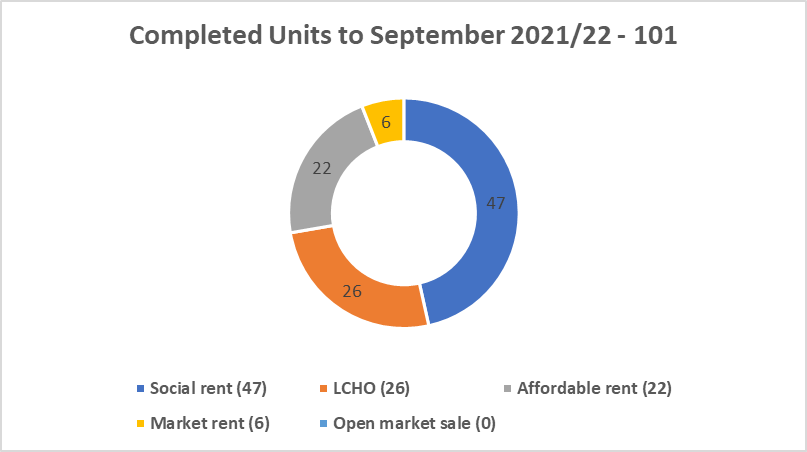 Completed Units to September 2021/22 - 101
6
47
22
26
Social rent (47)
LCHO (26)
Affordable rent (22)
Market rent (6)
Open market sale (0)